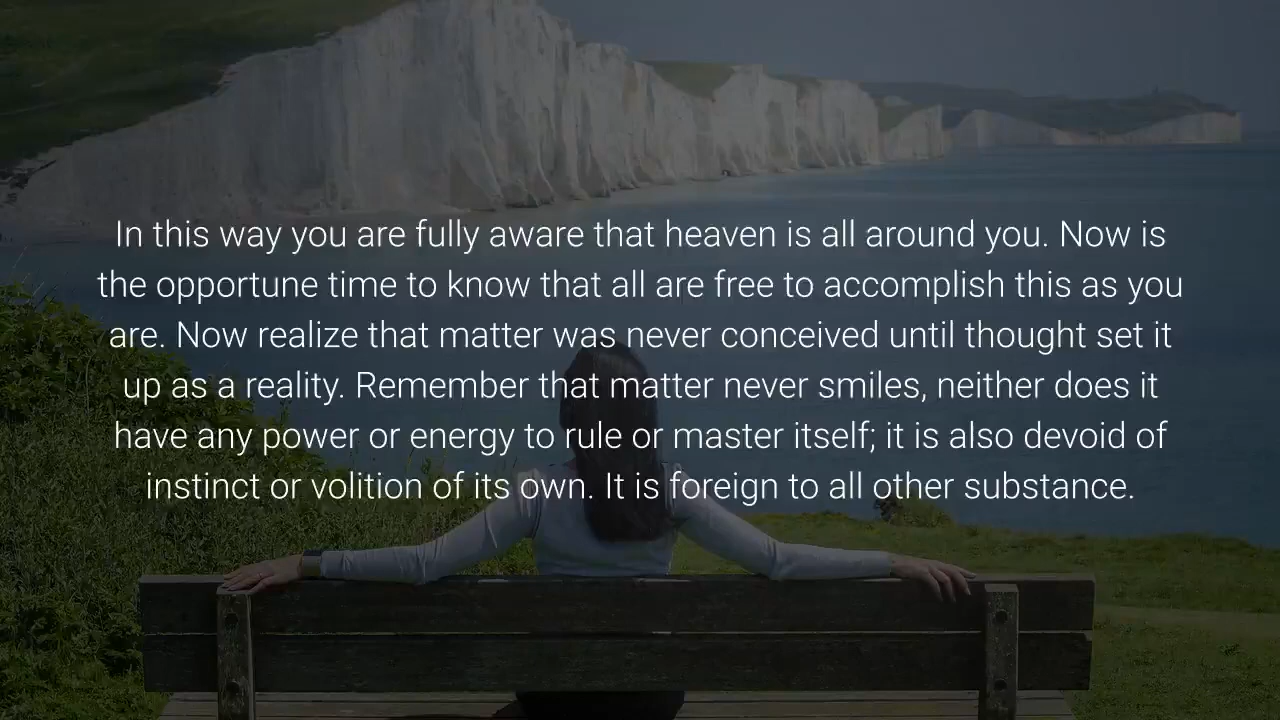 In this way you are fully aware that heaven is all around you. Now is
the opportune time to know that all are free to accomplish this as you
are. Now realize that matter was never conceived until thought set it
up as a reality. Remember that matter never smiles, neither does it
have any power or energy to rule or master itself; it is also devoid of
instinct or volition of its own. It is foreign to all other substance.